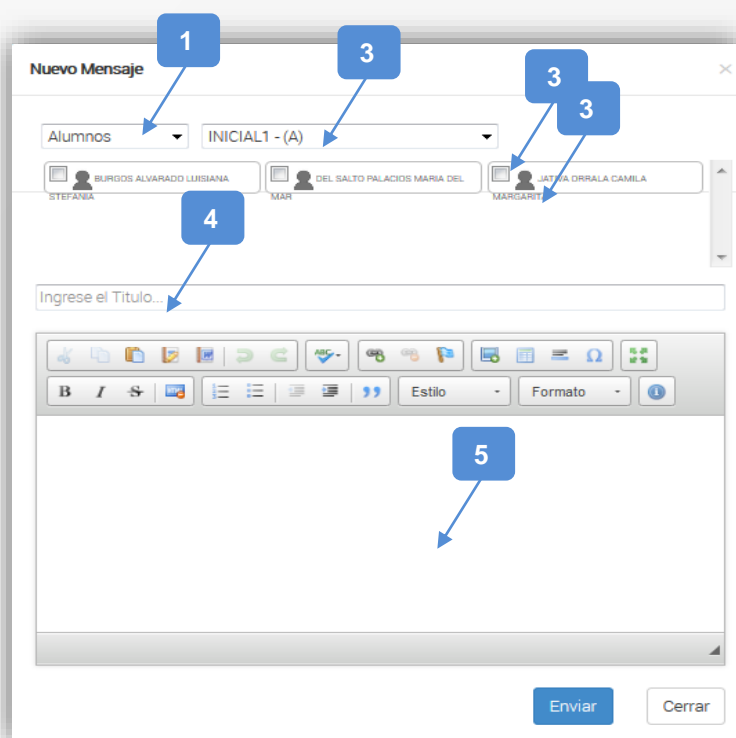 1
3
3
3
Nuevo Mensaje
Alumnos
INICIAL1 - (A)
BURGOS ALVARADO LUISIANA
STEFANIA
DEL SALTO PALACIOS MARIA DEL
MAR
JATIVA ORRALA CAMILA
MARGARITA
4
Ingrese el Titulo...
ABC
B I S
Estilo
Formato
5
Enviar
Cerrar